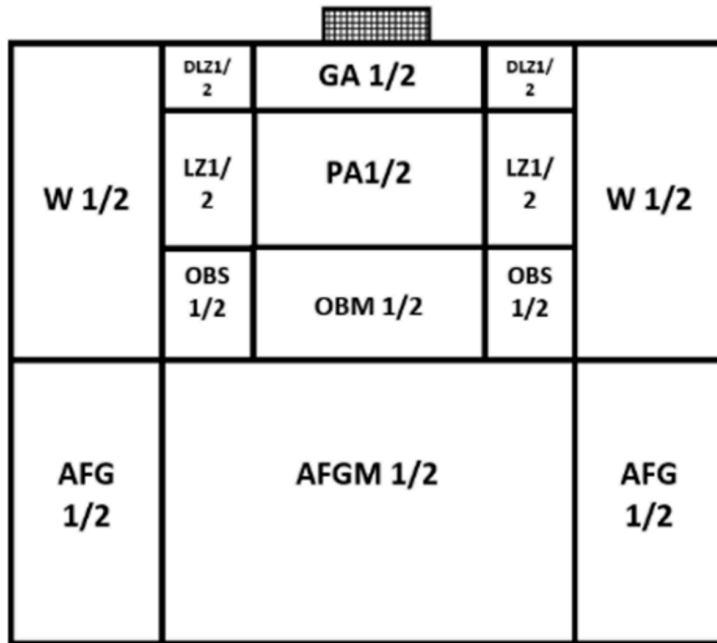 DLZ1/
2
GA 1/2
DLZ1/
2
W 1/2
LZ1/
2
PA1/2
LZ1/
2
W 1/2
OBS
1/2
OBM 1/2
OBS
1/2
AFG
1/2
AFGM 1/2
AFG
1/2